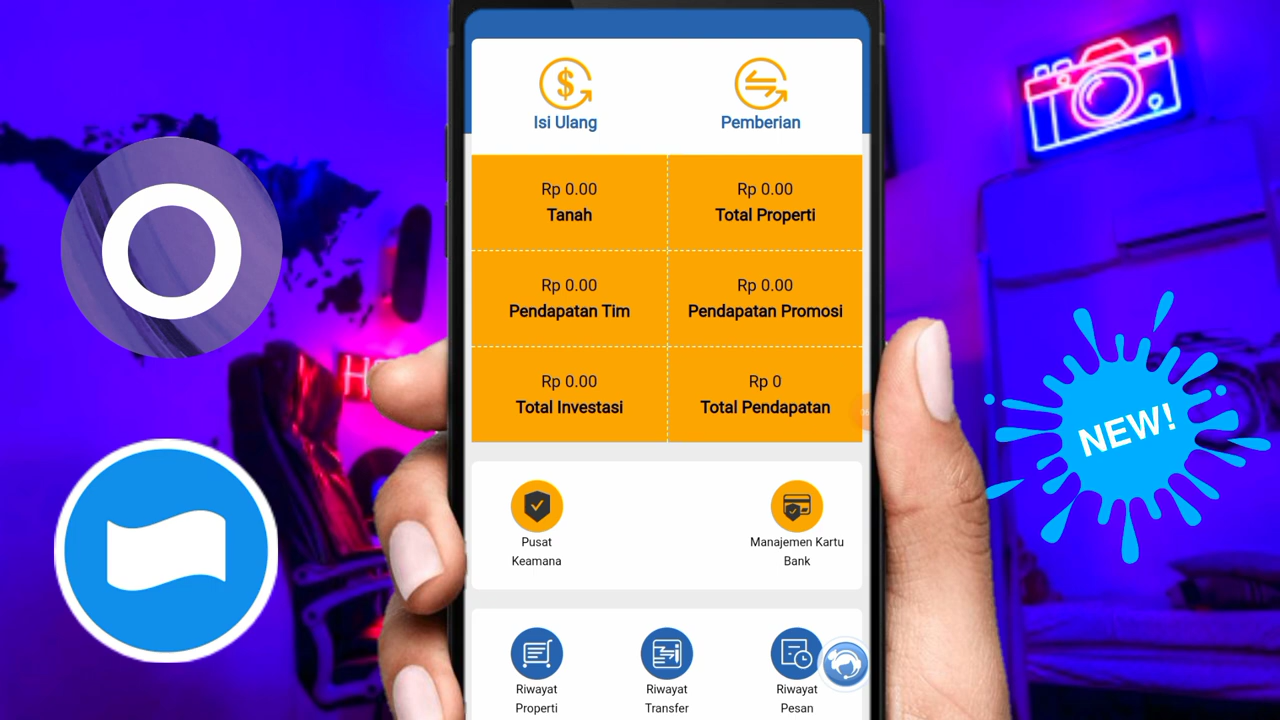 Isi Ulang
Pemberian
Rp 0.00
Tanah
Rp 0.00
Total Properti
Rp 0.00
Pendapatan Tim
Rp 0.00
Pendapatan Promosi
Rp 0.00
Total Investasi
Rp 0
Total Pendapatan
NEW!
Pusat
Keamana
Manajemen Kartu
Bank
Riwayat
Properti
Riwayat
Transfer
Riwayat
Pesan